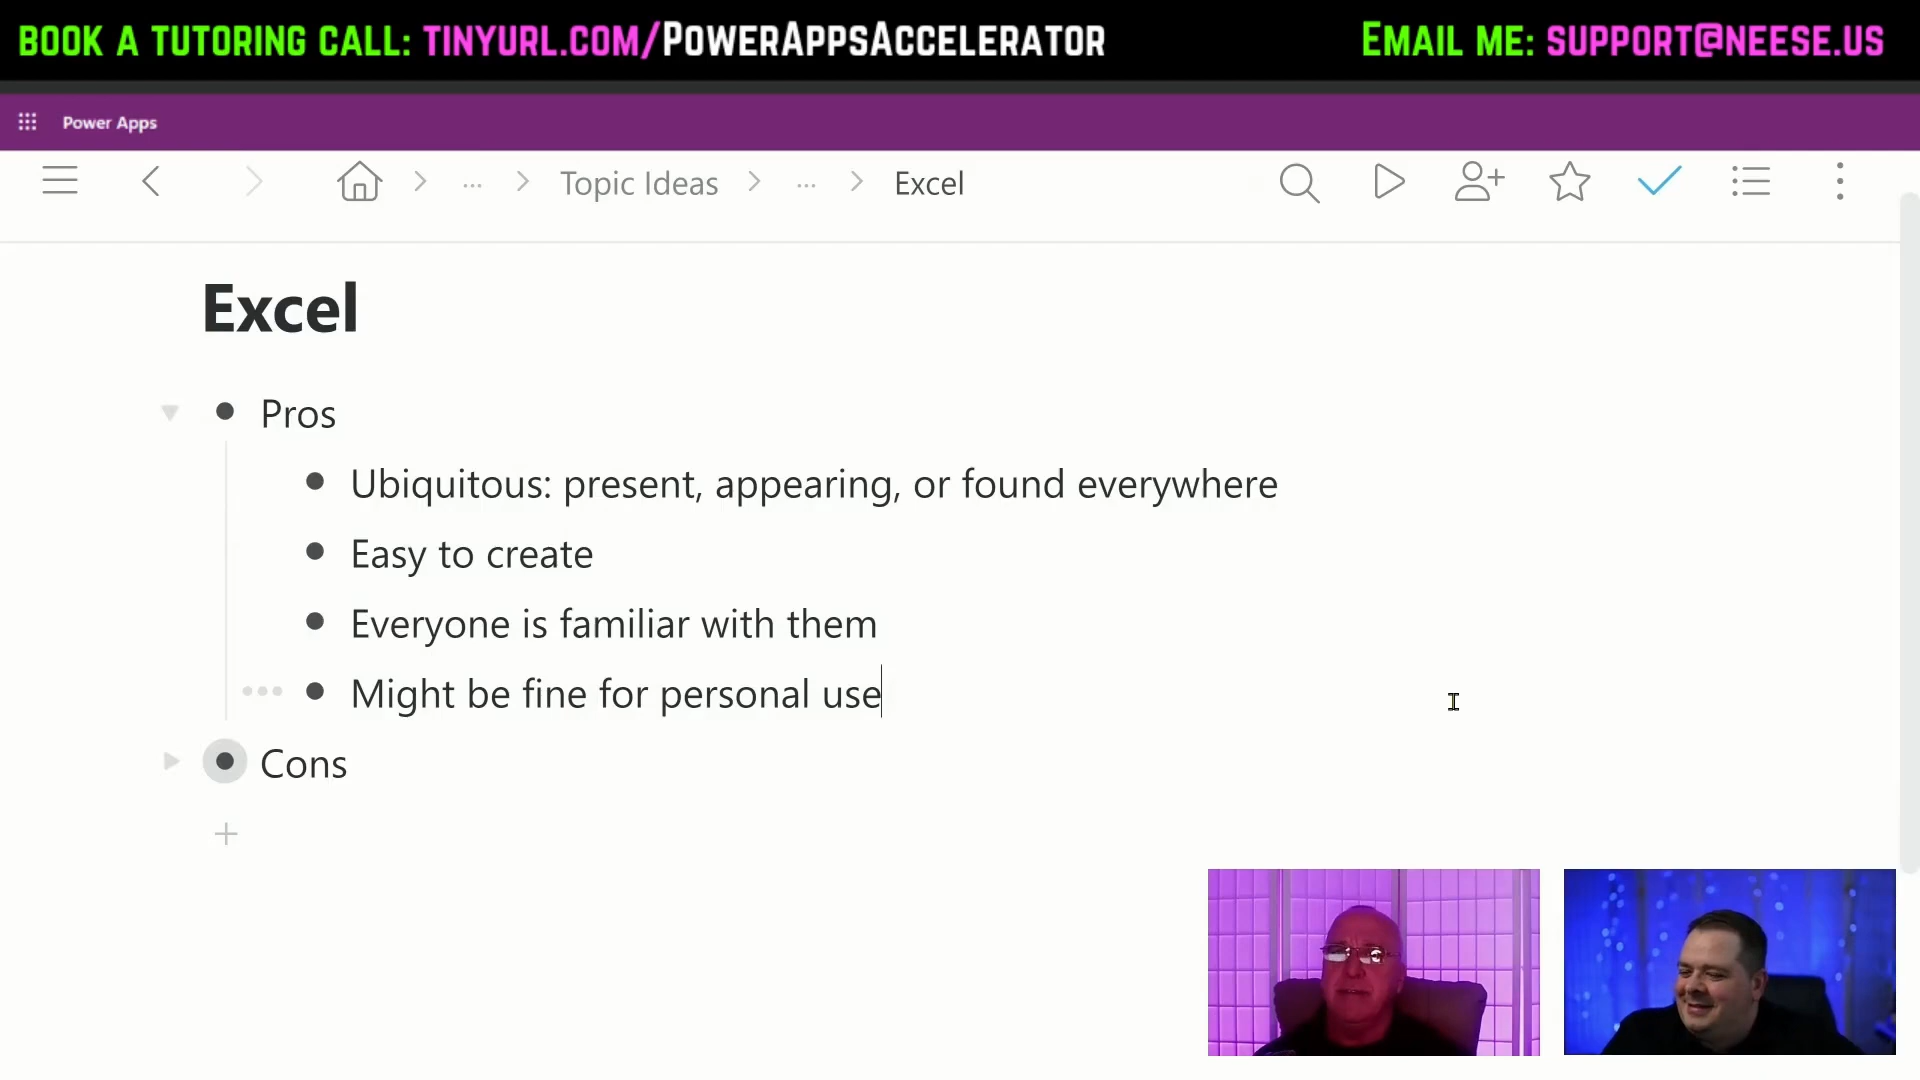 BOOK A TUTORING CALL: TINYURL.COM/POWERAPPSACCELERATOR EMAIL ME: SUPPORT@NEESE.US
Power Apps
... Topic Ideas ... Excel
Excel
Pros
Ubiquitous: present, appearing, or found everywhere
Easy to create
Everyone is familiar with them
Might be fine for personal use
Cons